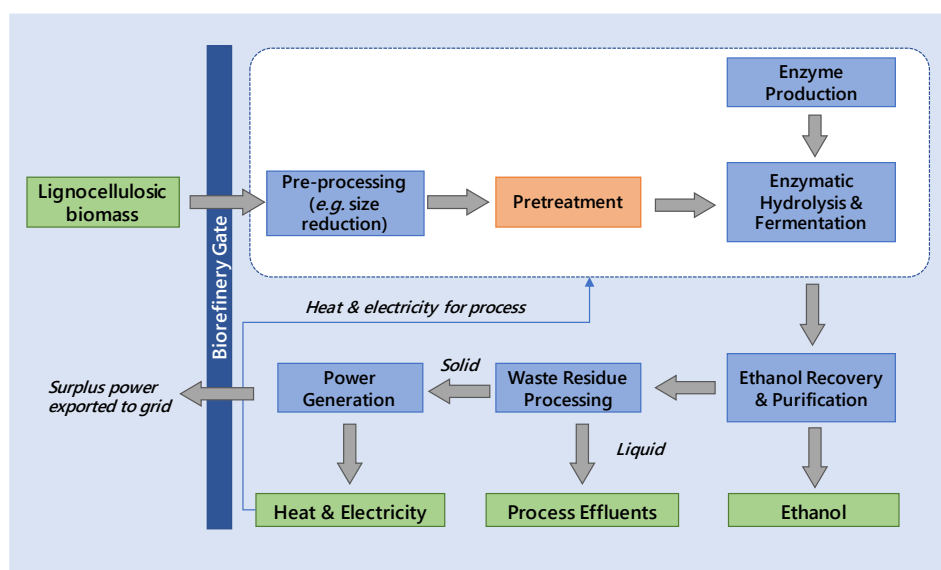 Enzyme
Production
Lignocellulosic
biomass
Biorefinery Gate
Pre-processing
(e.g. size
reduction)
Pretreatment
Enzymatic
Hydrolysis &
Fermentation
Heat & electricity for process
Surplus power
exported to grid
Power
Generation
Solid
Waste Residue
Processing
Ethanol Recovery
& Purification
Liquid
Heat & Electricity
Process Effluents
Ethanol